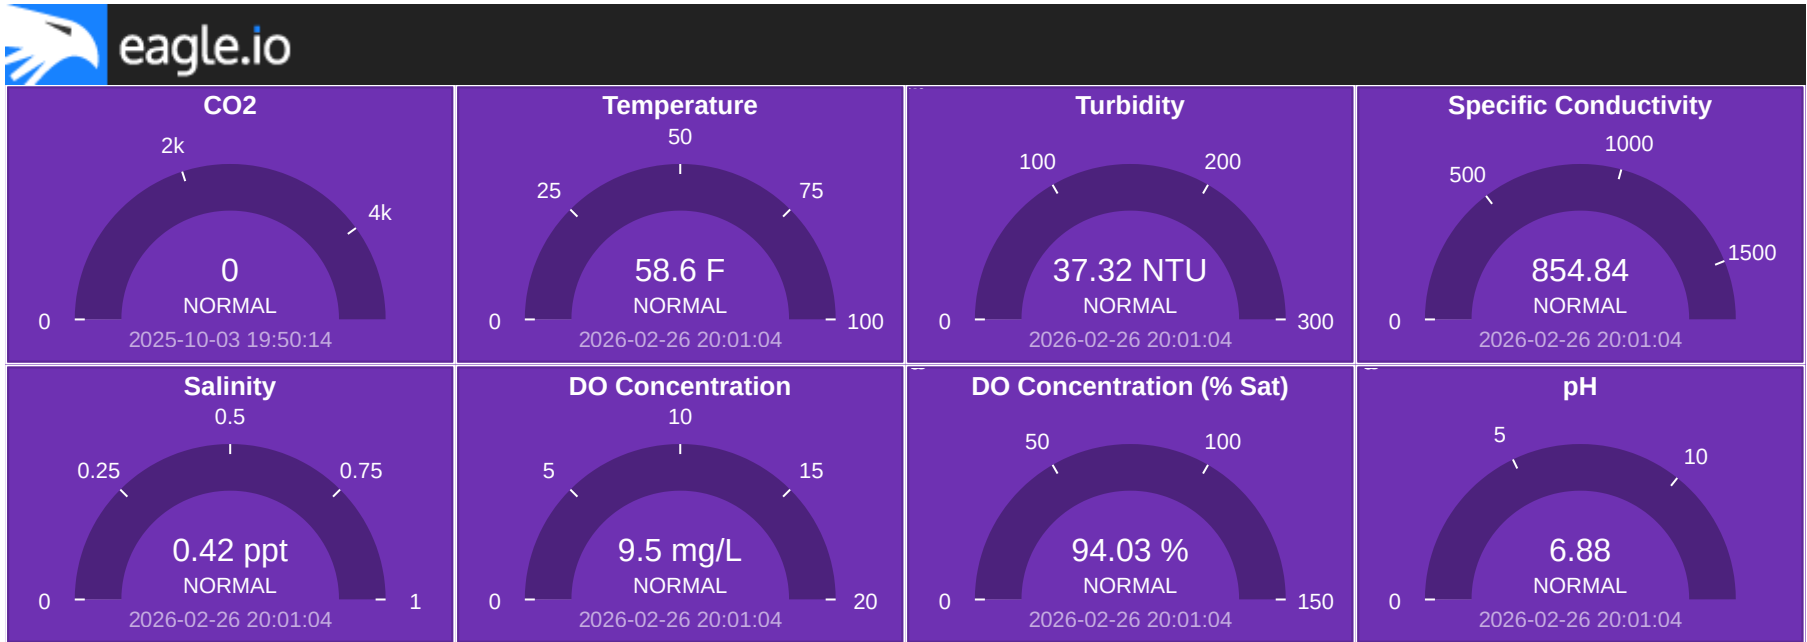 eagle.io
CO2
2k
4k
0
0
NORMAL
2025-10-03 19:50:14
Temperature
50
25
75
58.6 F
NORMAL
0
100
2026-02-26 20:01:04
Turbidity
100
200
37.32 NTU
NORMAL
0
300
2026-02-26 20:01:04
Specific Conductivity
1000
500
1500
854.84
NORMAL
0
2026-02-26 20:01:04
Salinity
0.5
0.25
0.75
0.42 ppt
NORMAL
0
1
2026-02-26 20:01:04
DO Concentration
10
5
15
9.5 mg/L
NORMAL
0
20
2026-02-26 20:01:04
DO Concentration (% Sat)
50
100
94.03 %
NORMAL
0
150
2026-02-26 20:01:04
pH
5
10
6.88
NORMAL
0
2026-02-26 20:01:04